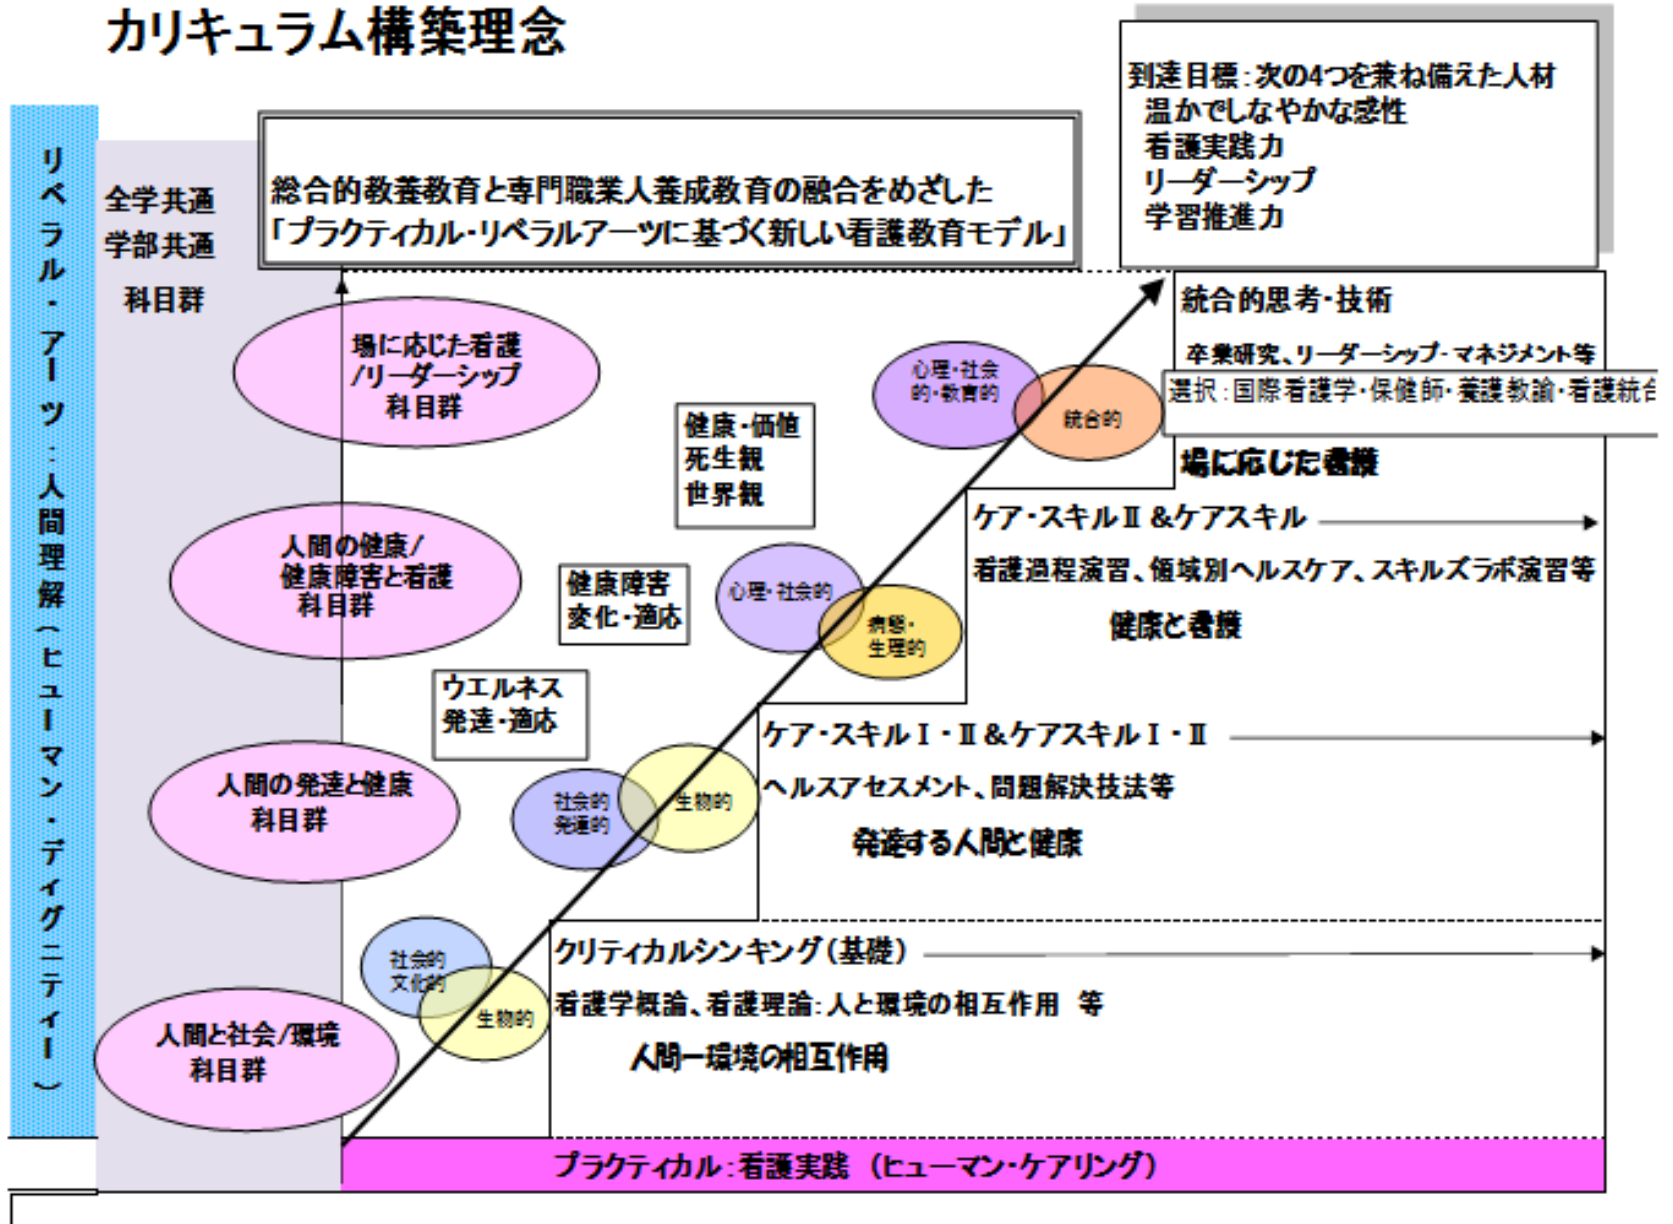 カリキュラム構築理念
到達目標:次の4つを兼ね備えた人材
温かでしなやかな感性
看護実践力
リーダーシップ
学習推進力
リベラル・アーツ:人間理解(ヒューマン・ディグニティー)
全学共通
学部共通
科目群
総合的教養教育と専門職業人養成教育の融合をめざした
「プラクティカル・リベラルアーツに基づく新しい看護教育モデル」
場に応じた看護
/リーダーシップ
科目群
人間の健康/
健康障害と看護
科目群
人間の発達と健康
科目群
人間と社会/環境
科目群
健康・価値
死生観
世界観
健康障害
変化・適応
ウエルネス
発達・適応
心理・社会
的・教育的
統合的
心理・社会的
病態・
生理的
社会的
発達的
生物的
社会的
文化的
生物的
統合的思考・技術
卒業研究、リーダーシップ・マネジメント等
選択:国際看護学・保健師・養護教諭・看護統合
場に応じた看護
ケア・スキルⅡ&ケアスキル
看護過程演習、領域別ヘルスケア、スキルズラボ演習等
健康と看護
ケア・スキルⅠ・Ⅱ&ケアスキルⅠ・Ⅱ
ヘルスアセスメント、問題解決技法等
発達する人間と健康
クリティカルシンキング(基礎)
看護学概論、看護理論:人と環境の相互作用 等
人間ー環境の相互作用
プラクティカル:看護実践 (ヒューマン・ケアリング)